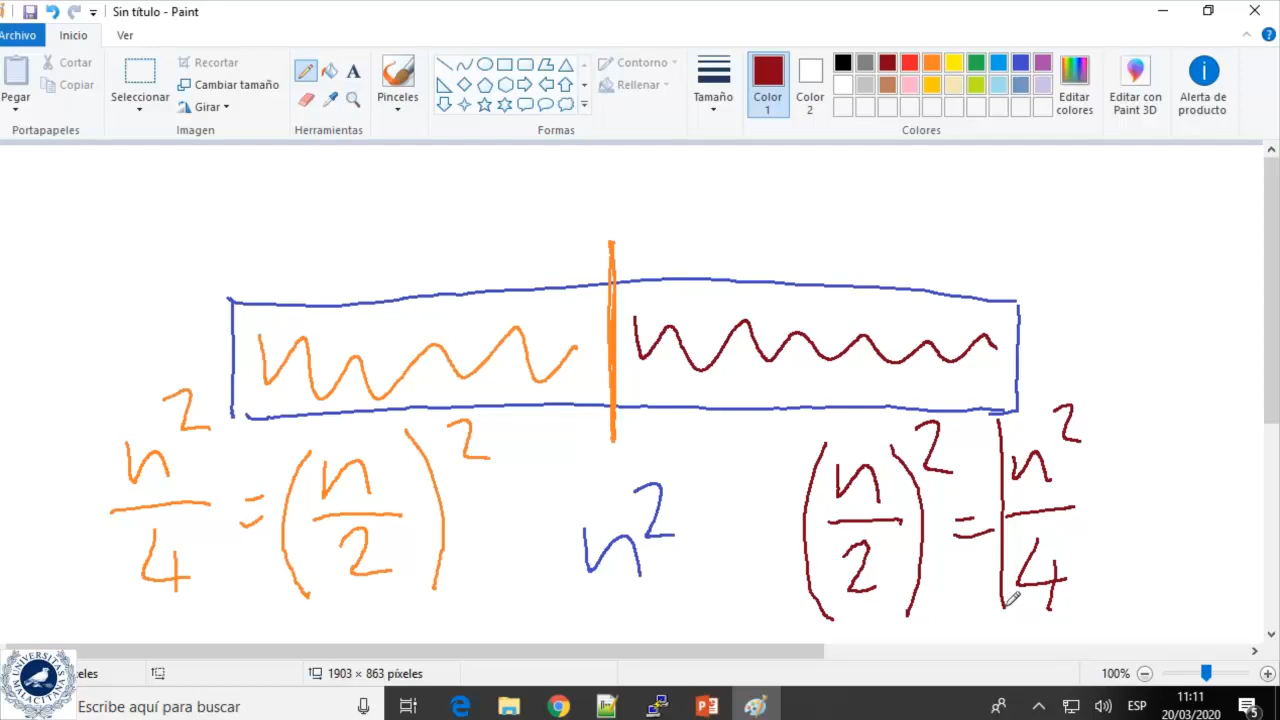 Sin título - Paint
Archivo Inicio Ver
Pegar
Cortar
Copiar
Portapapeles
Seleccionar
Recortar
Cambiar tamaño
Girar
Imagen
A
Herramientas
Pinceles
Contorno
Rellenar
Formas
Tamaño
Color 1
Color 2
Editar colores
Colores
Editar con Paint 3D
Alerta de producto
n²/4 = (n/2)²
n²
(n/2)² = |n²/4
1903 × 863 píxeles
100%
Escribe aquí para buscar
ESP
11:11
20/03/2020
5